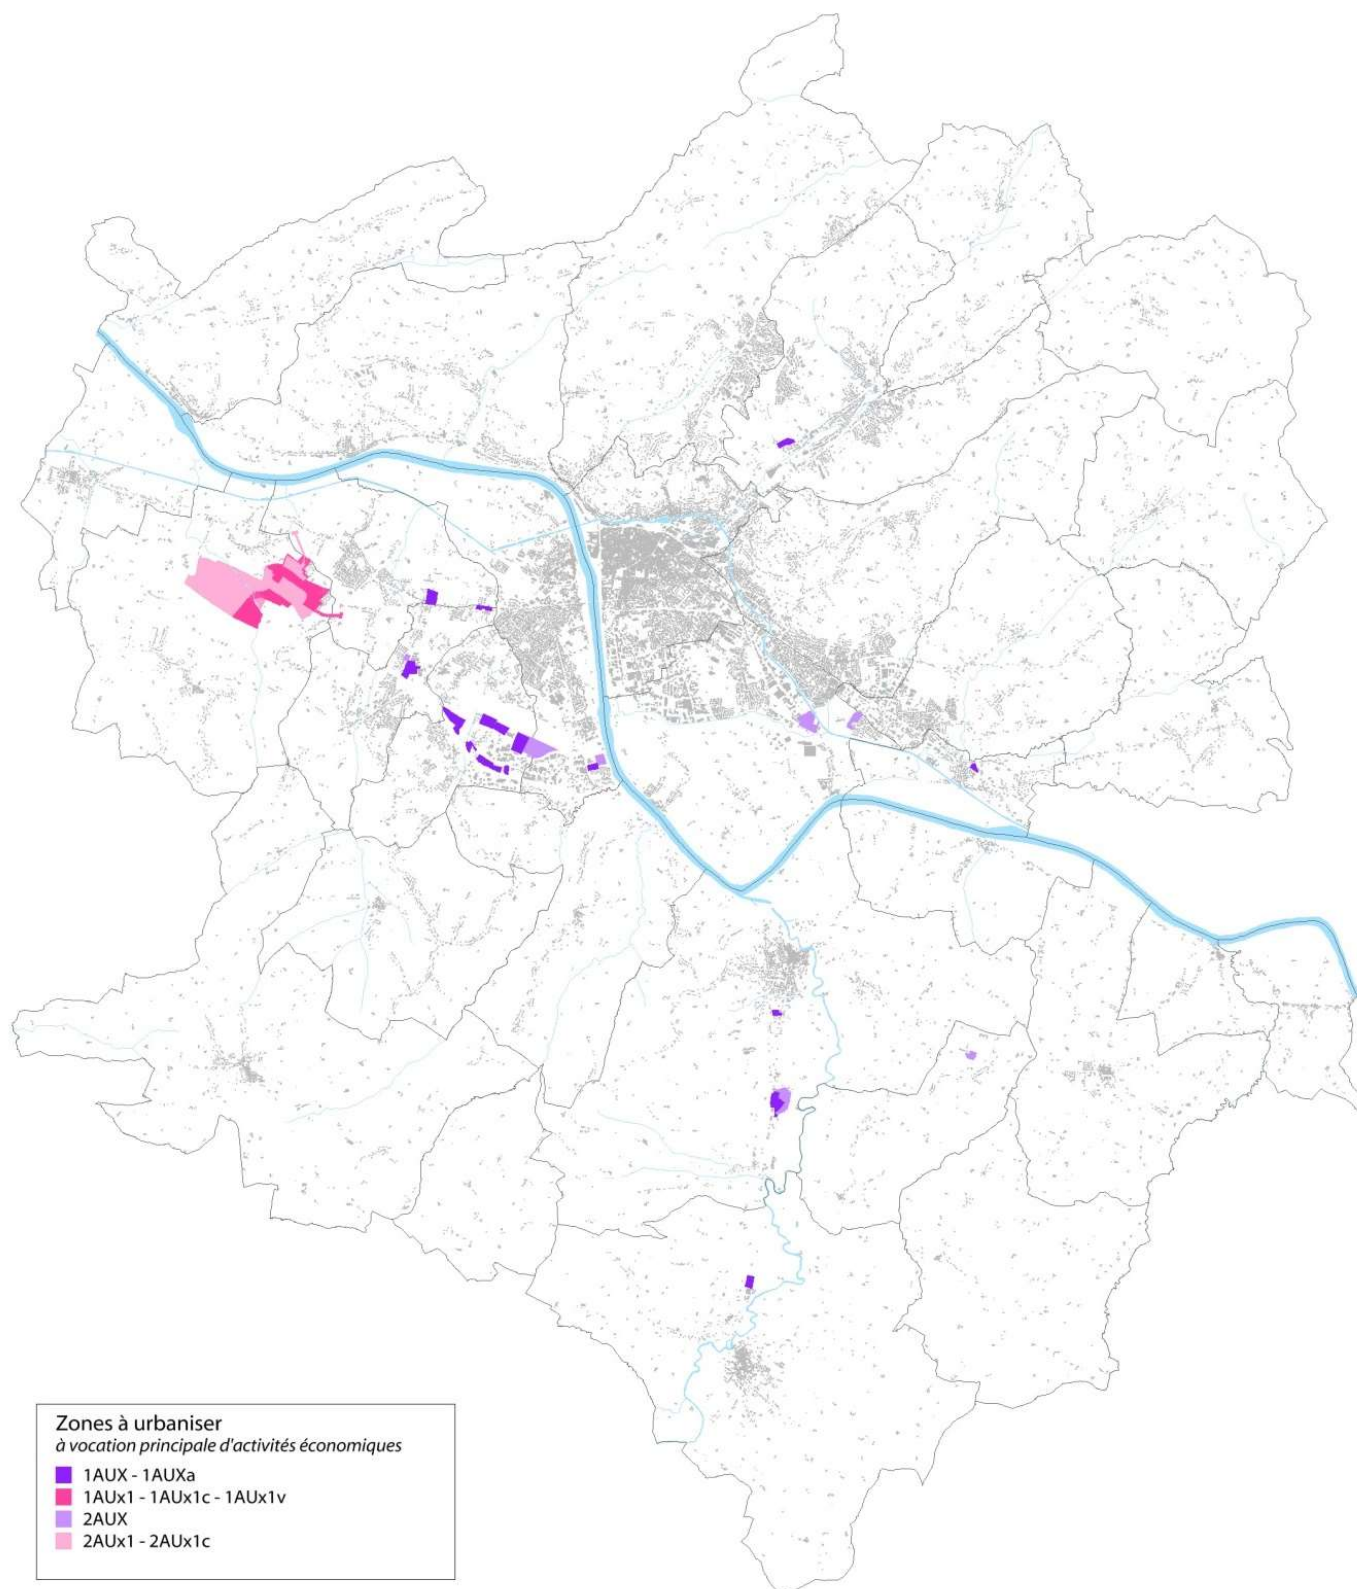 Zones à urbaniser
à vocation principale d'activités économiques
1AUX - 1AUXa
1AUx1 - 1AUx1c - 1AUx1v
2AUX
2AUx1 - 2AUx1c